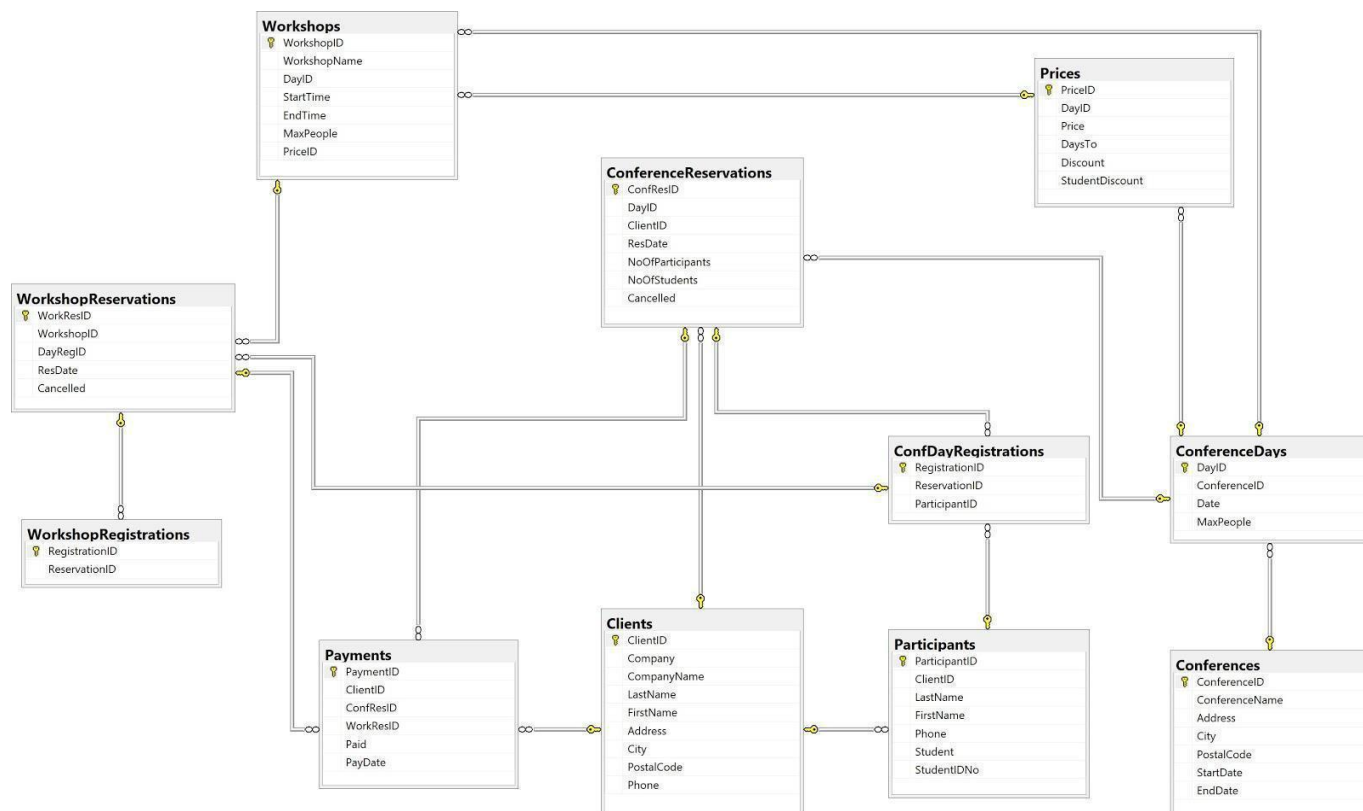 Workshops
WorkshopID
WorkshopName
DayID
StartTime
EndTime
MaxPeople
PriceID
Prices
PriceID
DayID
Price
DaysTo
Discount
StudentDiscount
ConferenceReservations
ConfResID
DayID
ClientID
ResDate
NoOfParticipants
NoOfStudents
Cancelled
WorkshopReservations
WorkResID
WorkshopID
DayRegID
ResDate
Cancelled
ConfDayRegistrations
RegistrationID
ReservationID
ParticipantID
ConferenceDays
DayID
ConferenceID
Date
MaxPeople
WorkshopRegistrations
RegistrationID
ReservationID
Payments
PaymentID
ClientID
ConfResID
WorkResID
Paid
PayDate
Clients
ClientID
Company
CompanyName
LastName
FirstName
Address
City
PostalCode
Phone
Participants
ParticipantID
ClientID
LastName
FirstName
Phone
Student
StudentIDNo
Conferences
ConferenceID
ConferenceName
Address
City
PostalCode
StartDate
EndDate